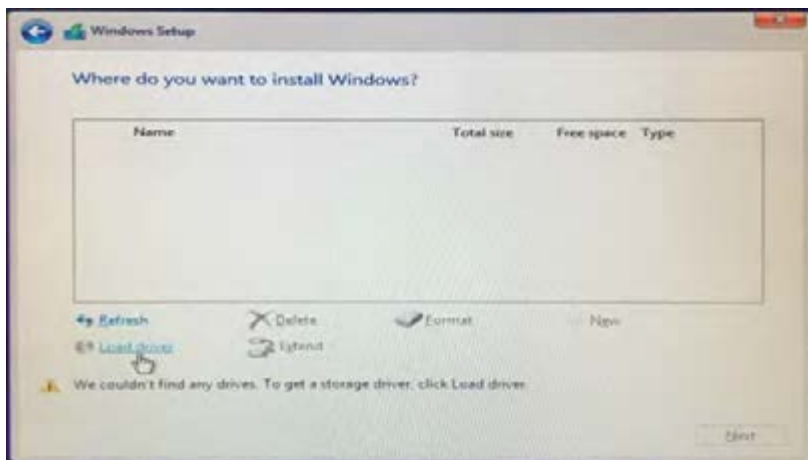 Windows Setup
Where do you want to install Windows?
Name Total size Free space Type
Refresh Delete Format New
Load driver Extend
We couldn't find any drives. To get a storage driver, click Load driver.
Next